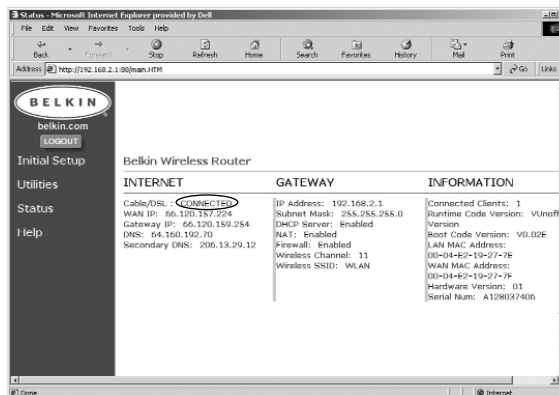 Status - Microsoft Internet Explorer provided by Dell
File Edit View Favorites Tools Help
Back Forward Stop Refresh Home Search Favorites History Mail Print
Address http://192.168.2.1:88/main.HTM Go Links
BELKIN
belkin.com
LOGOUT
Initial Setup
Utilities
Status
Help
Belkin Wireless Router
INTERNET
Cable/DSL : CONNECTED
WAN IP: 66.120.157.224
Gateway IP: 66.120.159.254
DNS: 64.160.192.70
Secondary DNS: 206.13.29.12
GATEWAY
IP Address: 192.168.2.1
Subnet Mask: 255.255.255.0
DHCP Server: Enabled
NAT: Enabled
Firewall: Enabled
Wireless Channel: 11
Wireless SSID: WLAN
INFORMATION
Connected Clients: 1
Runtime Code Version: VUnoff
Version
Boot Code Version: V0.02E
LAN MAC Address:
00-04-E2-19-27-7E
WAN MAC Address:
00-04-E2-19-27-7F
Hardware Version: 01
Serial Num: A128037406
Done Internet